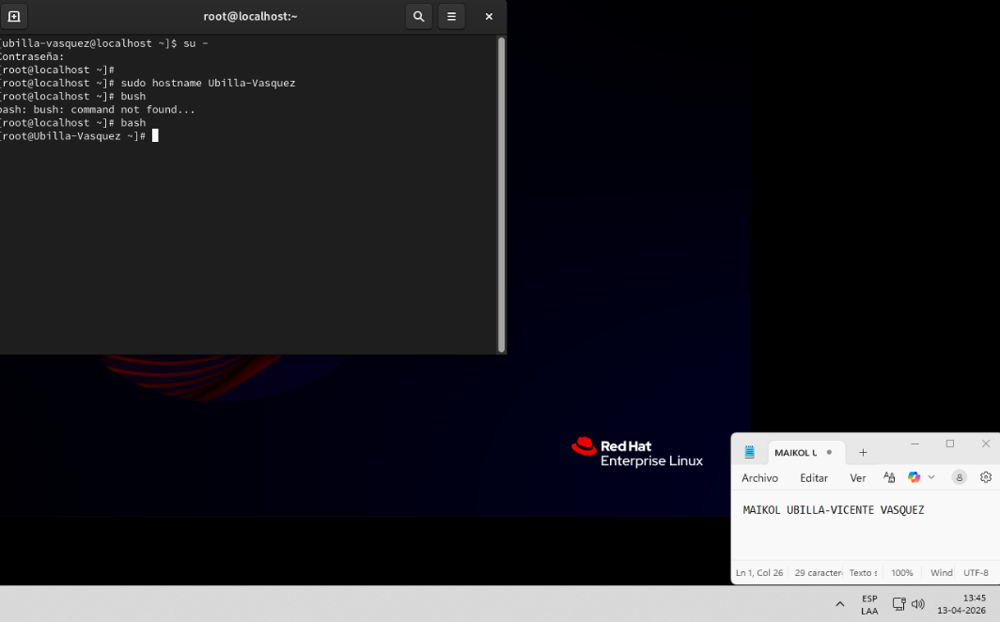 root@localhost:~
[ubilla-vasquez@localhost ~]$ su -
Contraseña:
[root@localhost ~]#
[root@localhost ~]# sudo hostname Ubilla-Vasquez
[root@localhost ~]# bush
bash: bush: command not found...
[root@localhost ~]# bash
[root@Ubilla-Vasquez ~]#
Red Hat
Enterprise Linux
MAIKOL U
Archivo Editar Ver
MAIKOL UBILLA-VICENTE VASQUEZ
Ln 1, Col 26 29 caracter Texto s 100% Wind UTF-8
ESP 13:45
LAA 13-04-2026